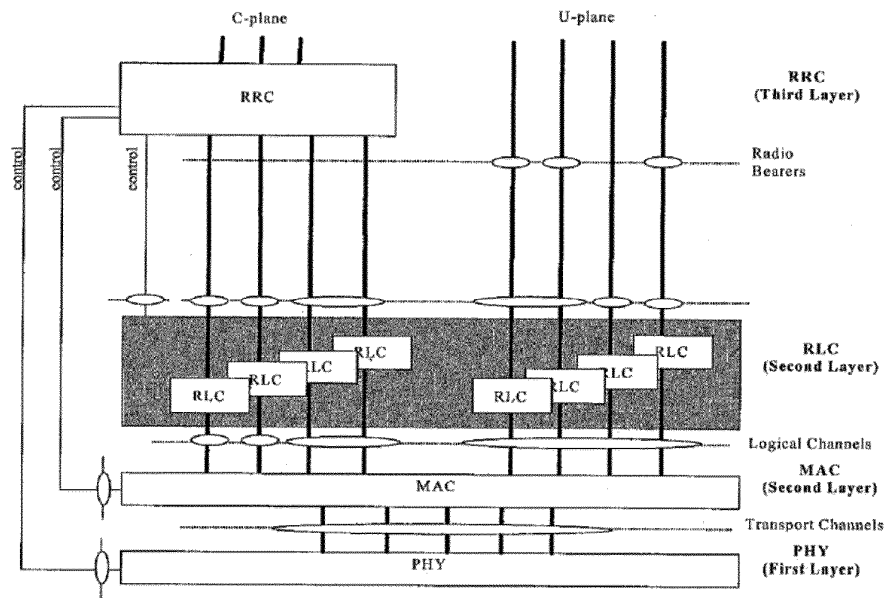 C-plane
U-plane
RRC
RRC
(Third Layer)
control
control
control
Radio
Bearers
RLC
RLC
RLC
RLC
RLC
RLC
RLC
RLC
RLC
(Second Layer)
Logical Channels
MAC
MAC
(Second Layer)
Transport Channels
PHY
PHY
(First Layer)